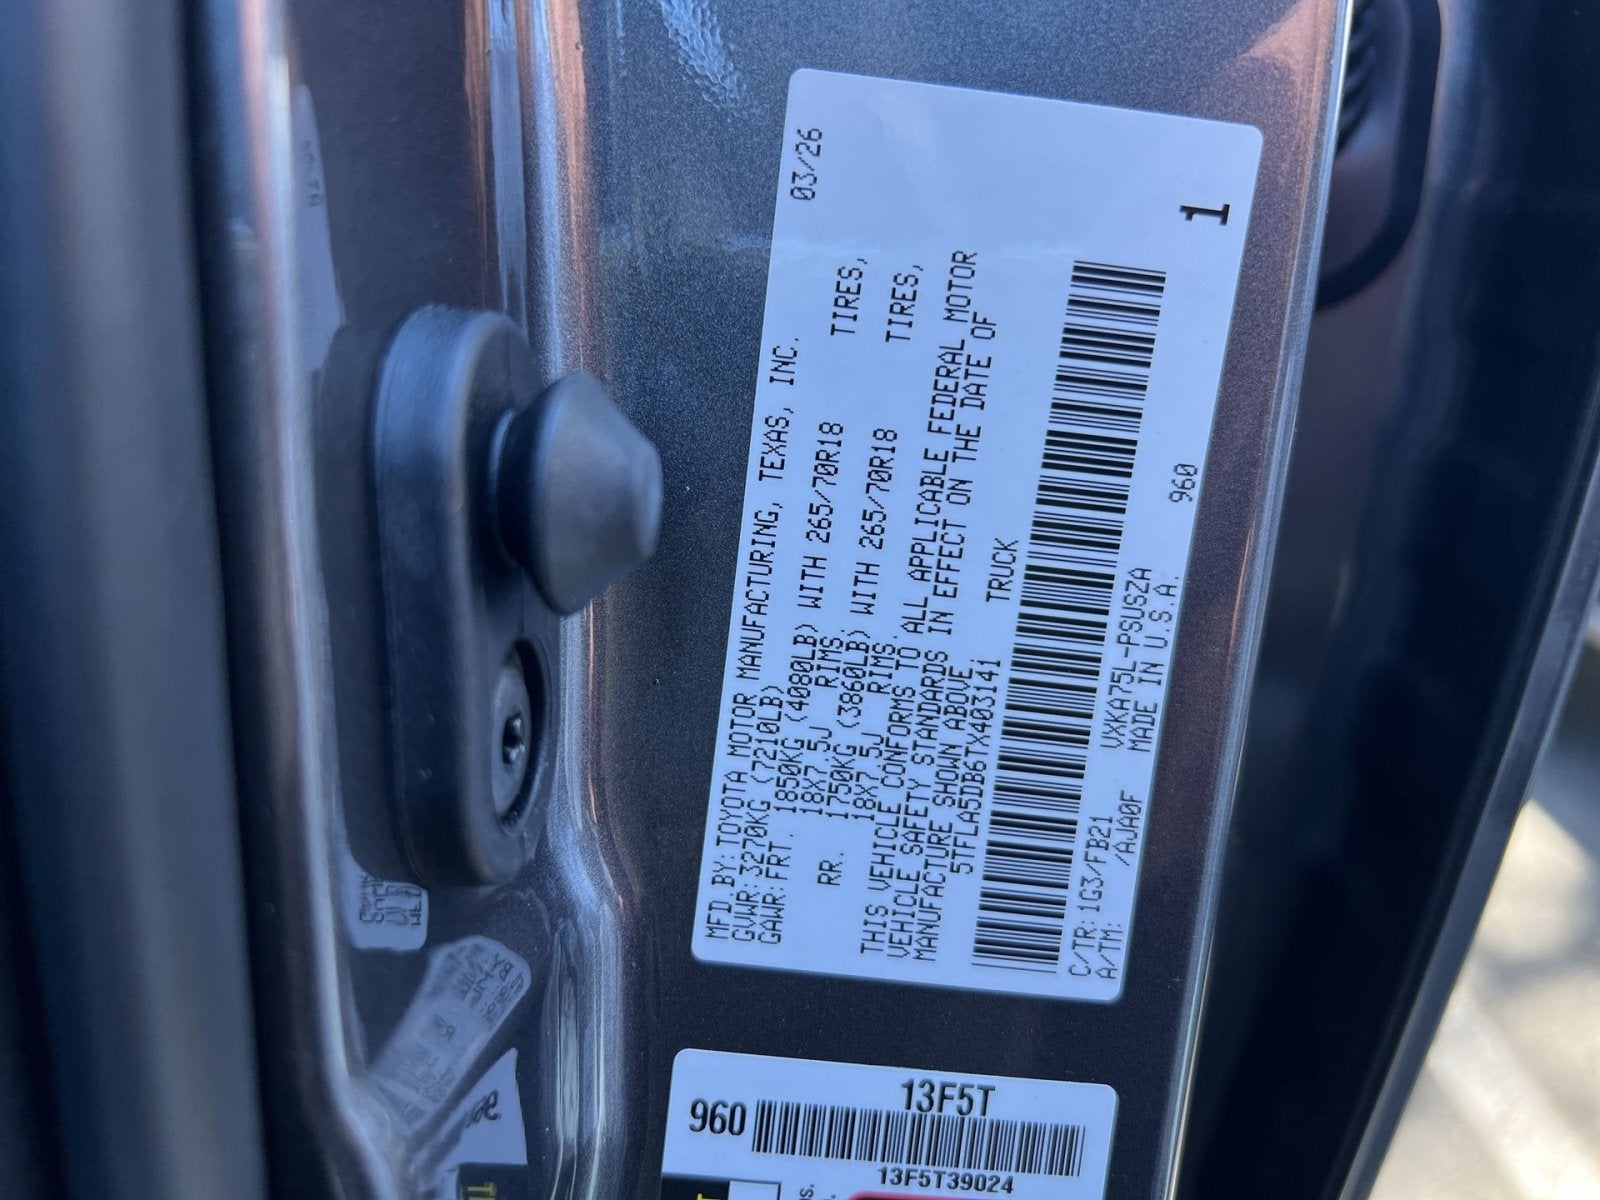 03/26
MFD.BY:TOYOTA MOTOR MANUFACTURING, TEXAS, INC.
GVWR:3270KG (7210LB)
GAWR:FRT. 1850KG (4080LB) WITH 265/70R18 TIRES,
18X7.5J RIMS,
RR. 1750KG (3860LB) WITH 265/70R18 TIRES,
18X7.5J RIMS.
THIS VEHICLE CONFORMS TO ALL APPLICABLE FEDERAL MOTOR
VEHICLE SAFETY STANDARDS IN EFFECT ON THE DATE OF
MANUFACTURE SHOWN ABOVE.
5TFLA5DB6TX403141 TRUCK
C/TR:1G3/FB21 VXKA75L-PSUSZA 960
A/TM: /AJA0F MADE IN U.S.A.
1
13F5T
960
13F5T39024